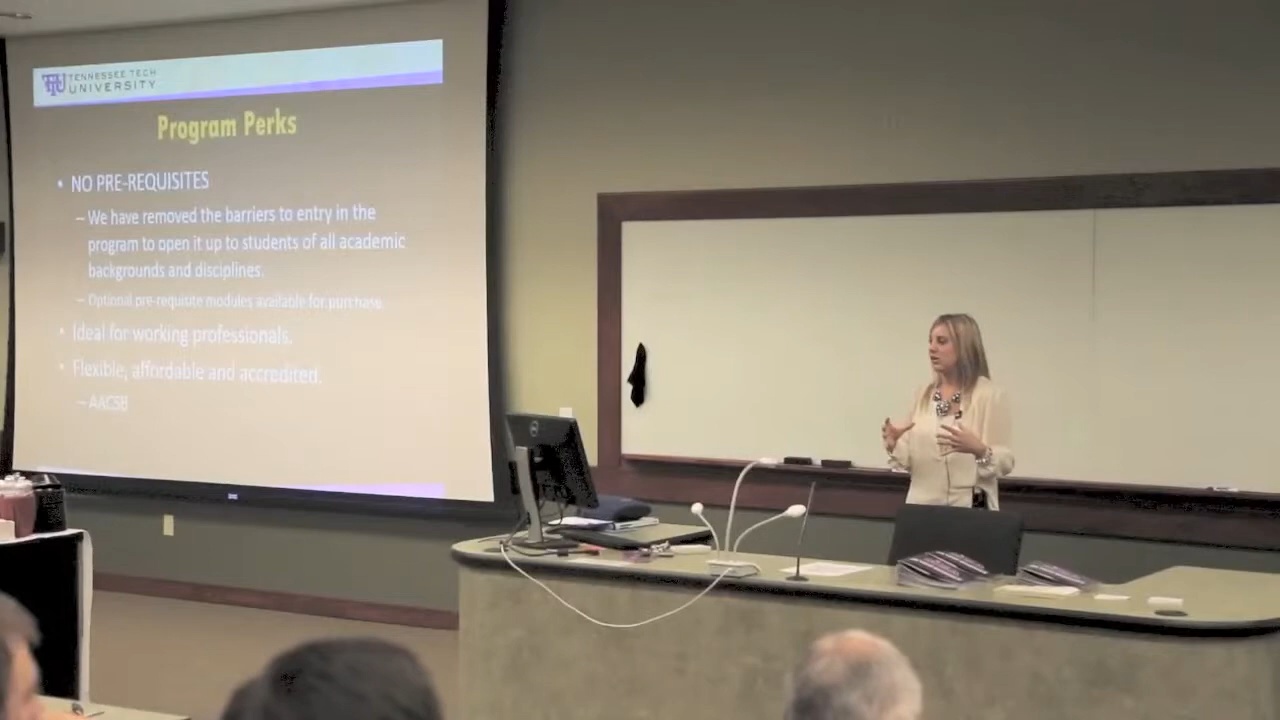 TTU TENNESSEE TECH
UNIVERSITY
Program Perks
• NO PRE-REQUISITES
– We have removed the barriers to entry in the
program to open it up to students of all academic
backgrounds and disciplines.
– Optional pre-requisite modules available for purchase.
• Ideal for working professionals.
• Flexible, affordable and accredited.
– AACSB